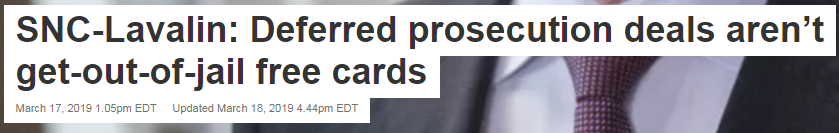 SNC-Lavalin: Deferred prosecution deals aren’t
get-out-of-jail free cards
March 17, 2019 1.05pm EDT Updated March 18, 2019 4.44pm EDT